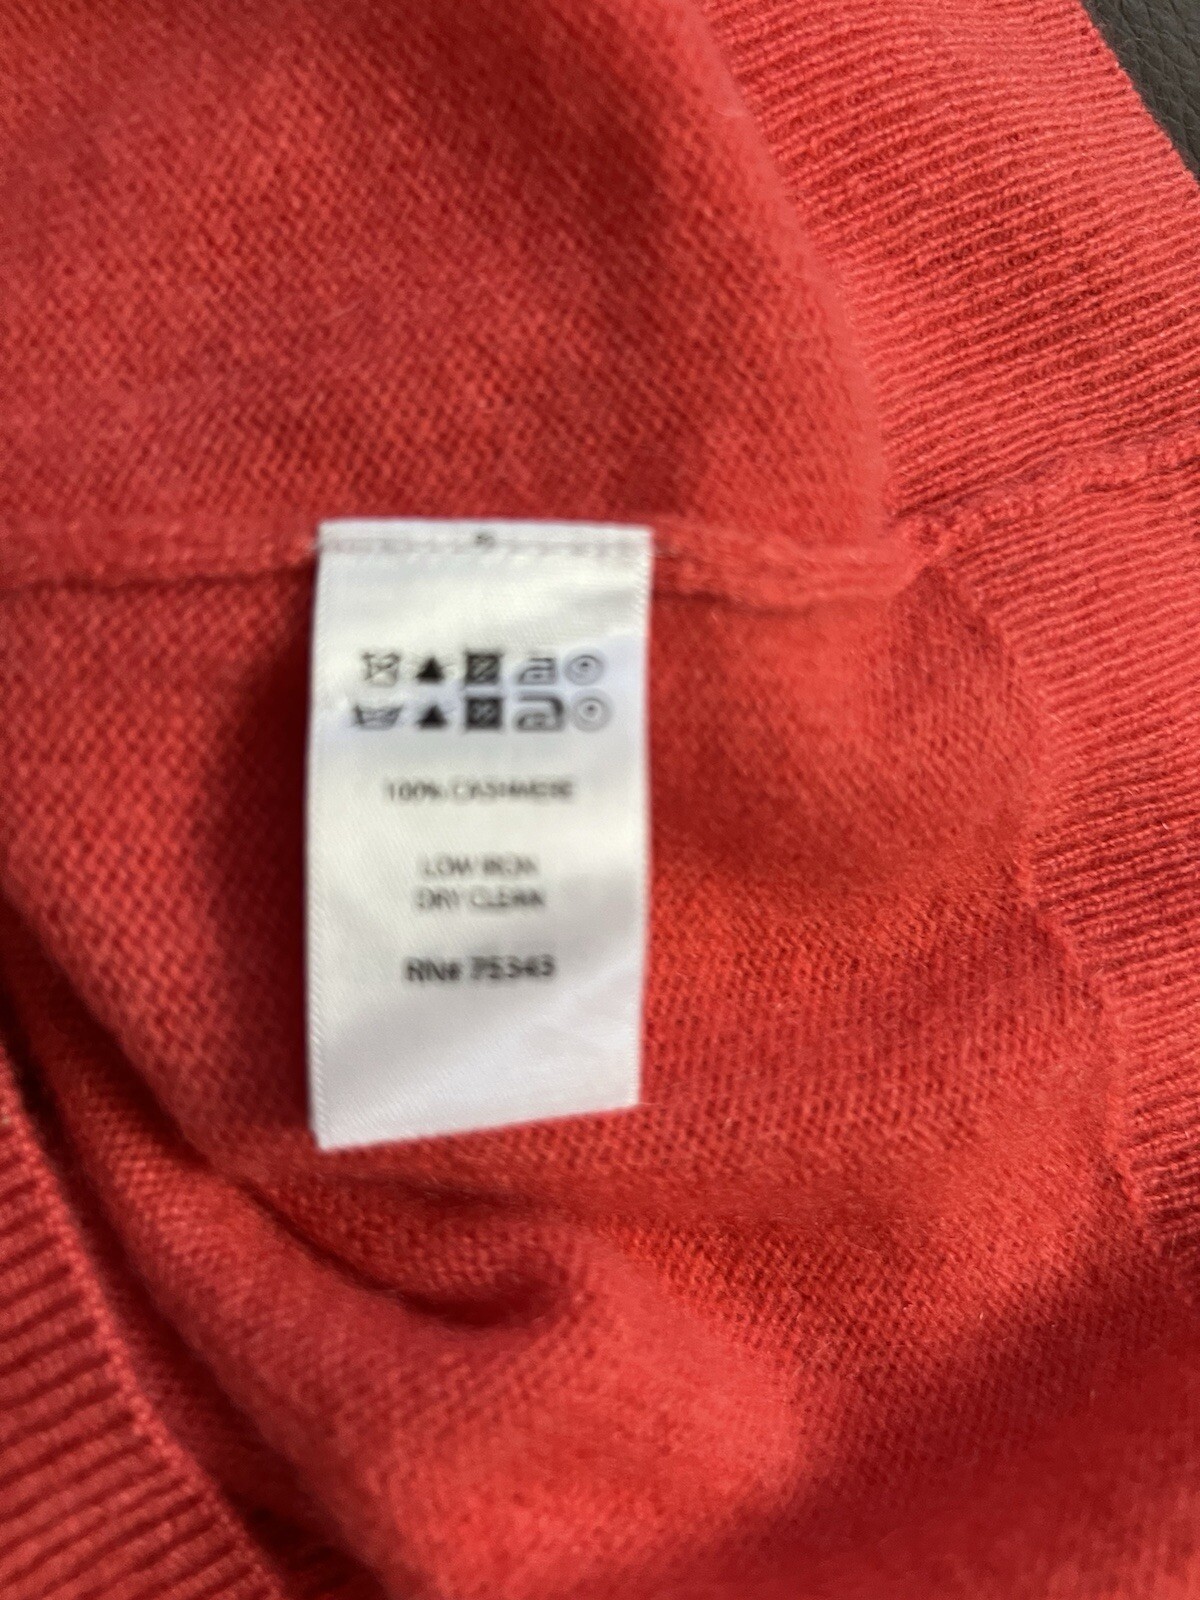 100% CASHMERE
LOW IRON
DRY CLEAN
RN# 75343